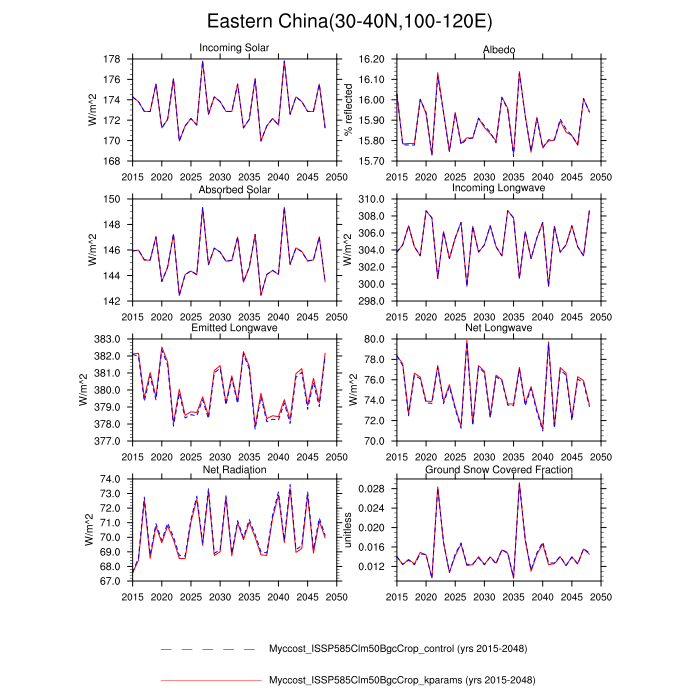 Eastern China(30-40N,100-120E)
Incoming Solar
W/m^2
178
176
174
172
170
168
2015 2020 2025 2030 2035 2040 2045 2050
Albedo
% reflected
16.20
16.10
16.00
15.90
15.80
15.70
2015 2020 2025 2030 2035 2040 2045 2050
Absorbed Solar
W/m^2
150
148
146
144
142
2015 2020 2025 2030 2035 2040 2045 2050
Incoming Longwave
W/m^2
310.0
308.0
306.0
304.0
302.0
300.0
298.0
2015 2020 2025 2030 2035 2040 2045 2050
Emitted Longwave
W/m^2
383.0
382.0
381.0
380.0
379.0
378.0
377.0
2015 2020 2025 2030 2035 2040 2045 2050
Net Longwave
W/m^2
80.0
78.0
76.0
74.0
72.0
70.0
2015 2020 2025 2030 2035 2040 2045 2050
Net Radiation
W/m^2
74.0
73.0
72.0
71.0
70.0
69.0
68.0
67.0
2015 2020 2025 2030 2035 2040 2045 2050
Ground Snow Covered Fraction
unitless
0.028
0.024
0.020
0.016
0.012
2015 2020 2025 2030 2035 2040 2045 2050
Myccost_ISSP585Clm50BgcCrop_control (yrs 2015-2048)
Myccost_ISSP585Clm50BgcCrop_kparams (yrs 2015-2048)